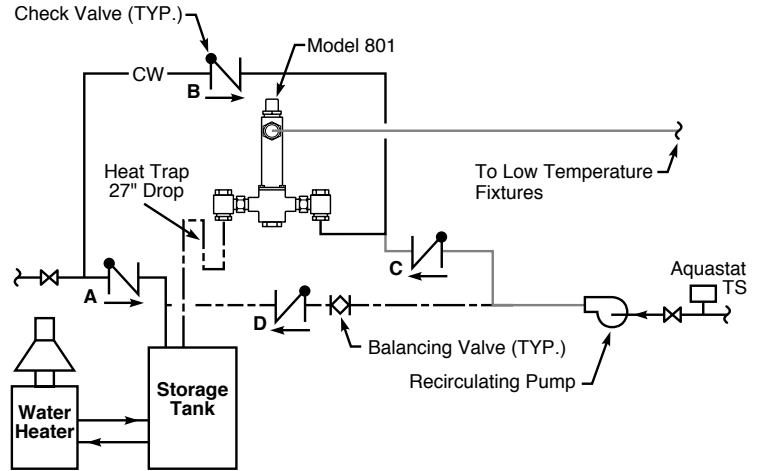 Check Valve (TYP.)
Model 801
CW
B
Heat Trap
27" Drop
To Low Temperature
Fixtures
C
Aquastat
TS
A
D
Balancing Valve (TYP.)
Recirculating Pump
Storage
Tank
Water
Heater